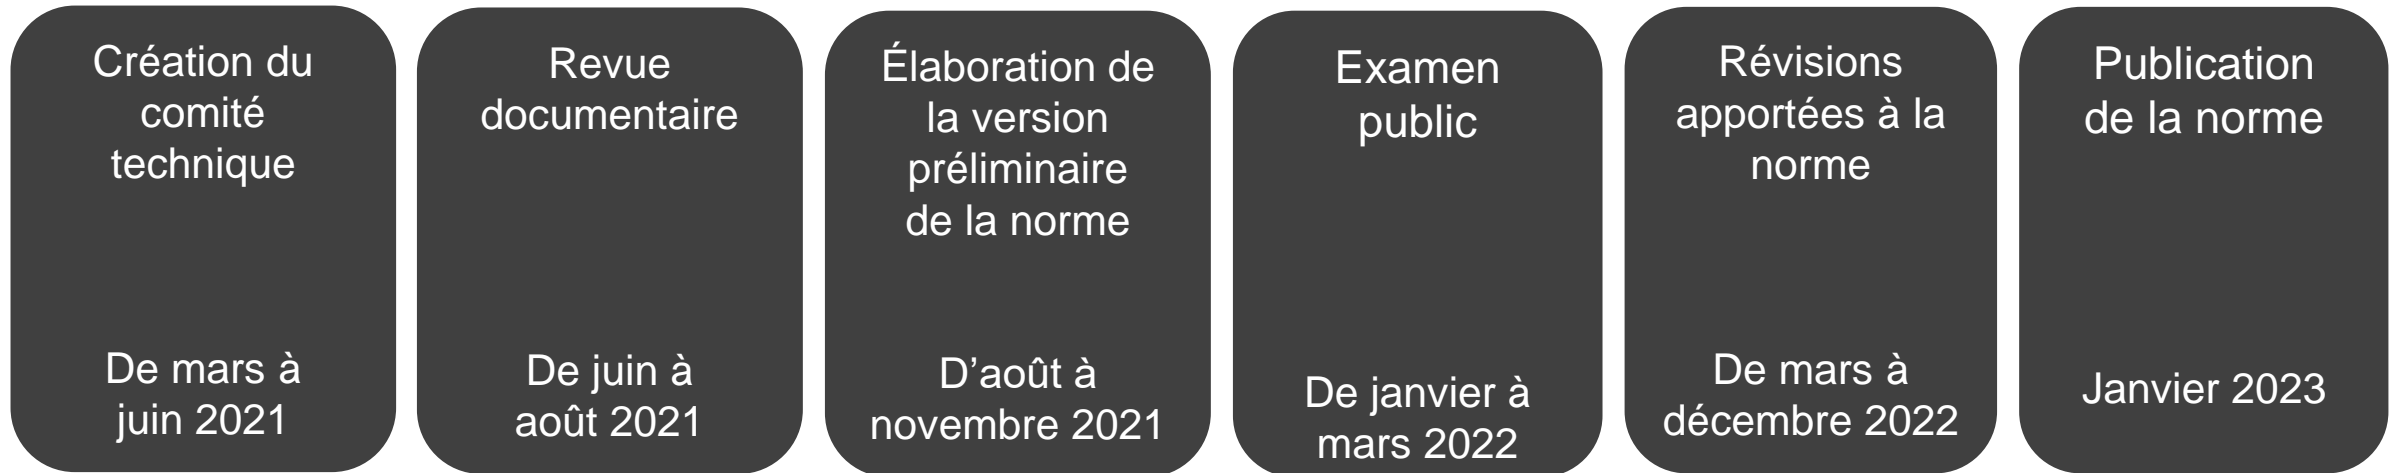 Création du
comité
technique
De mars à
juin 2021
Revue
documentaire
De juin à
août 2021
Élaboration de
la version
préliminaire
de la norme
D’août à
novembre 2021
Examen
public
De janvier à
mars 2022
Révisions
apportées à la
norme
De mars à
décembre 2022
Publication
de la norme
Janvier 2023